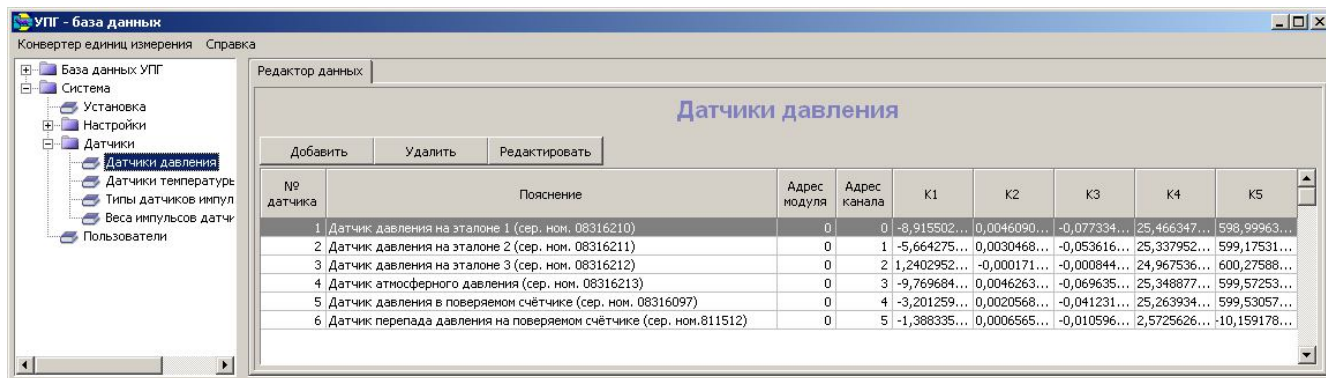 УПГ - база данных
Конвертер единиц измерения Справка
База данных УПГ
Система
Установка
Настройки
Датчики
Датчики давления
Датчики температуры
Типы датчиков импул
Веса импульсов датчи
Пользователи
Редактор данных
Датчики давления
Добавить Удалить Редактировать
№ датчика Пояснение Адрес модуля Адрес канала K1 K2 K3 K4 K5
1 Датчик давления на эталоне 1 (сер. ном. 08316210) 0 0 -8,915502... 0,0046090... -0,077334... 25,466347... 598,99963...
2 Датчик давления на эталоне 2 (сер. ном. 08316211) 0 1 -5,664275... 0,0030468... -0,053616... 25,337952... 599,17531...
3 Датчик давления на эталоне 3 (сер. ном. 08316212) 0 2 1,2402952... -0,000171... -0,000844... 24,967536... 600,27588...
4 Датчик атмосферного давления (сер. ном. 08316213) 0 3 -9,769684... 0,0046263... -0,069635... 25,348877... 599,57253...
5 Датчик давления в поверяемом счётчике (сер. ном. 08316097) 0 4 -3,201259... 0,0020568... -0,041231... 25,263934... 599,53057...
6 Датчик перепада давления на поверяемом счётчике (сер. ном.811512) 0 5 -1,388335... 0,0006565... -0,010596... 2,5725626... -10,159178...